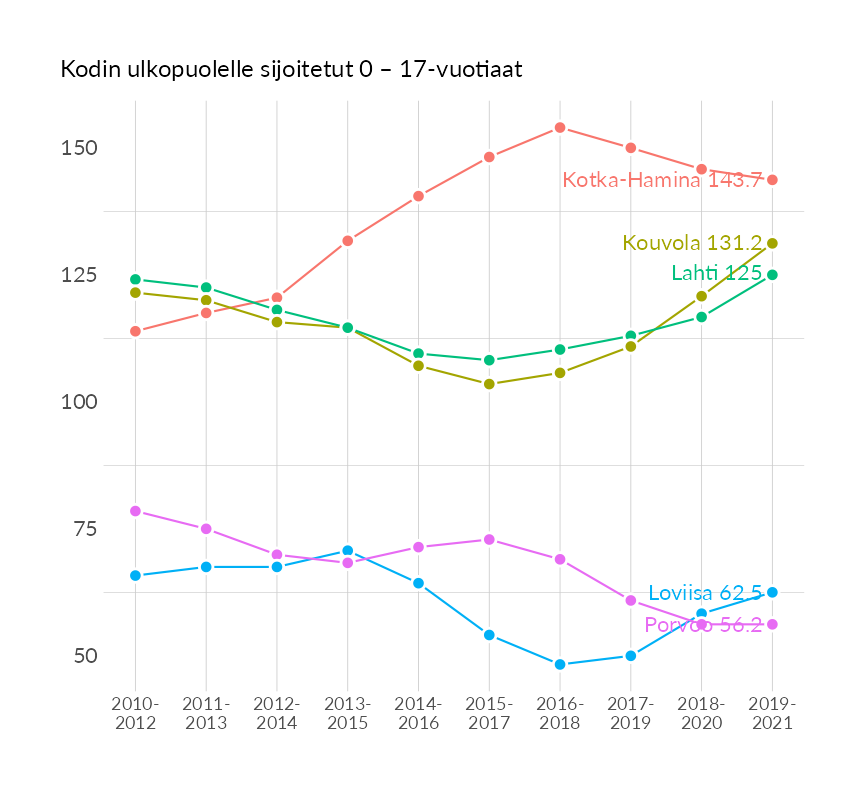 Kodin ulkopuolelle sijoitetut 0 – 17-vuotiaat
150
Kotka-Hamina 143.7
Kouvola 131.2
Lahti 125
125
100
75
Loviisa 62.5
Porvoo 56.2
50
2010- 2011- 2012- 2013- 2014- 2015- 2016- 2017- 2018- 2019-
2012 2013 2014 2015 2016 2017 2018 2019 2020 2021